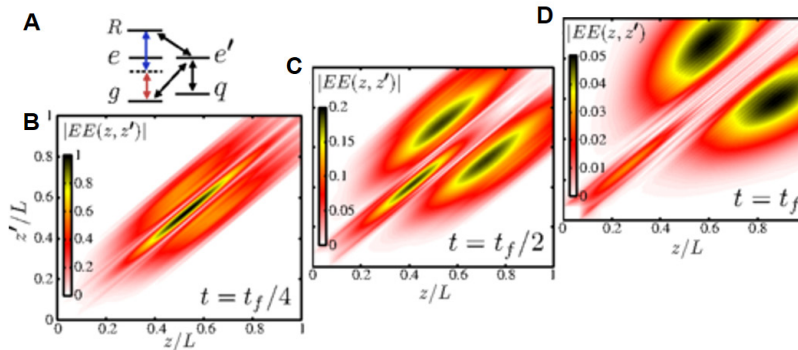 A
R
e
e′
g
q
B
|EE(z, z′)|
1
0.8
0.6
0.4
0.2
0
1
0.8
0.6
0.4
0.2
0
z′/L
t = t_f/4
0 0.2 0.4 0.6 0.8 1
z/L
C
|EE(z, z′)|
0.2
0.15
0.1
0.05
0
t = t_f/2
0 0.2 0.4 0.6 0.8 1
z/L
D
|EE(z, z′)
0.05
0.04
0.03
0.02
0.01
0
t = t_f
0 0.2 0.4 0.6 0.8
z/L